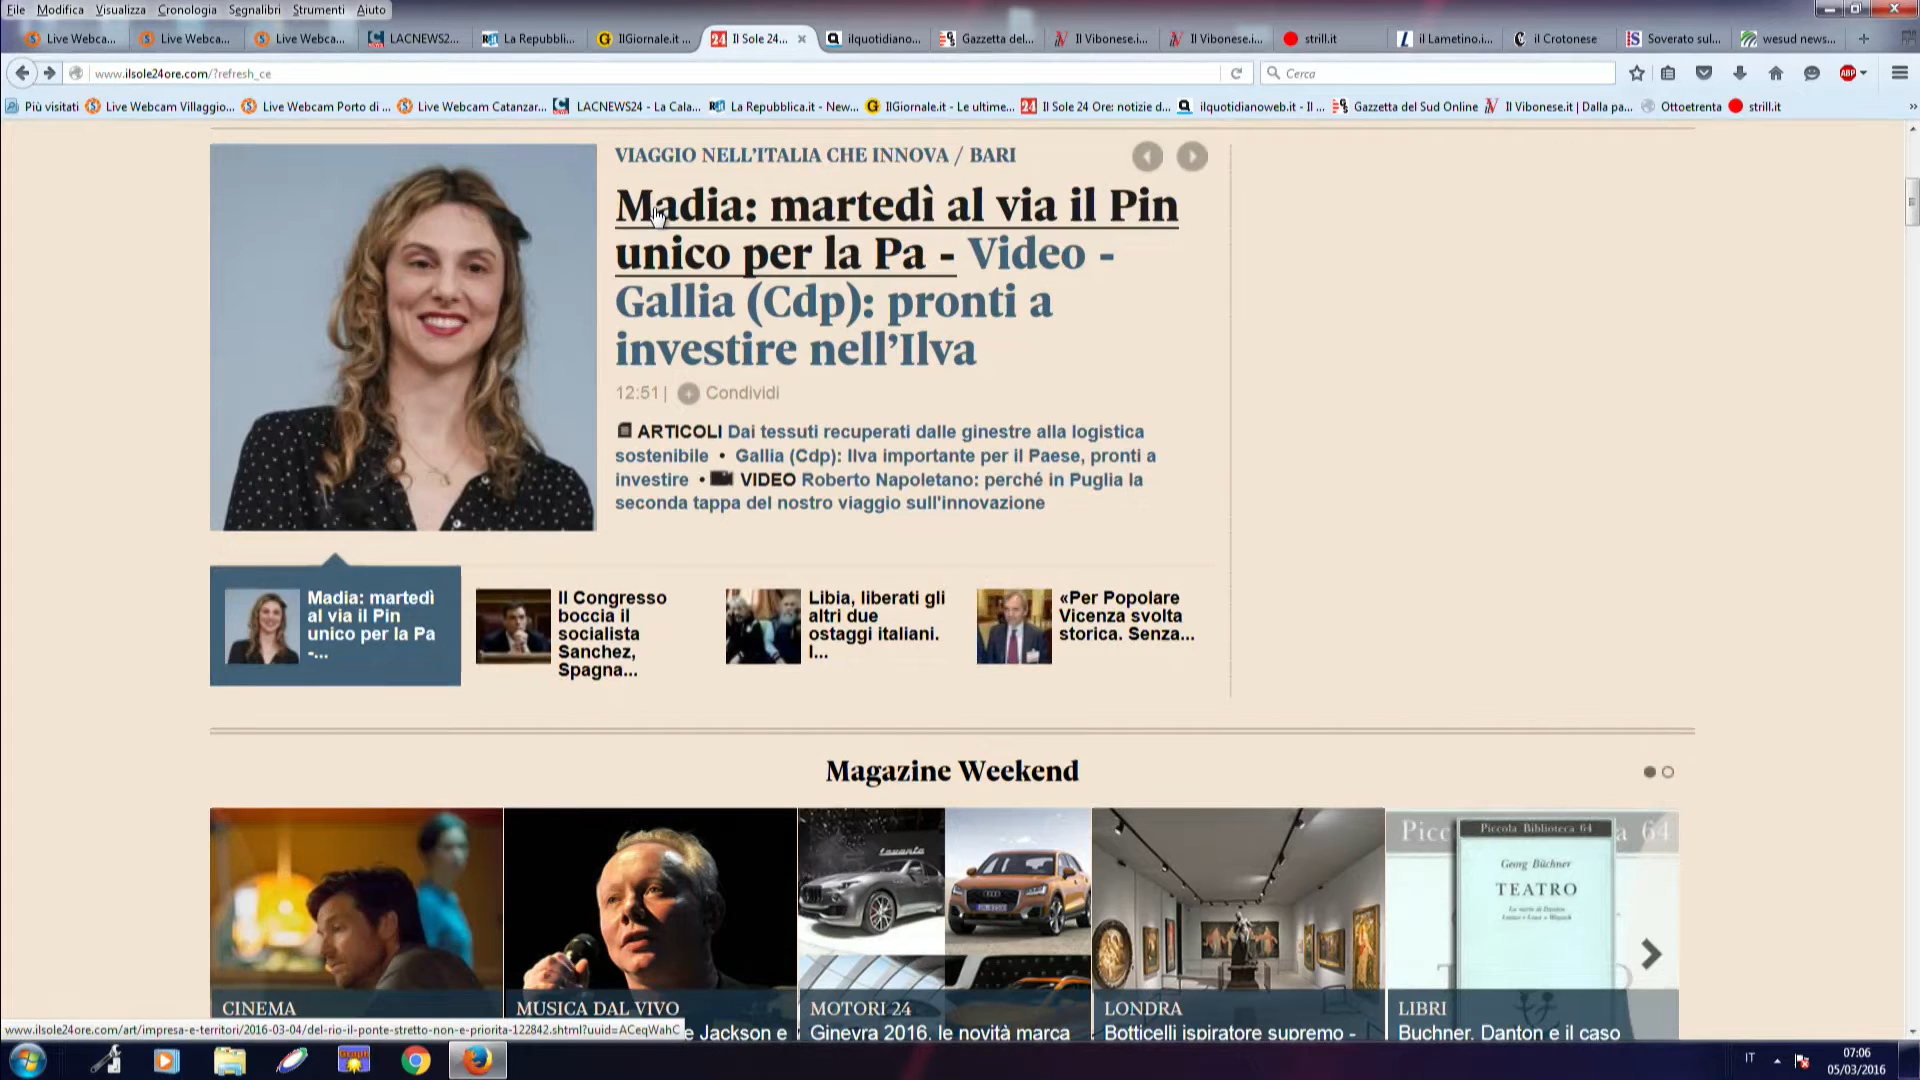 File Modifica Visualizza Cronologia Segnalibri Strumenti Aiuto
Live Webca... Live Webca... Live Webca... LACNEWS2... La Repubbli... IlGiornale.it ... Il Sole 24... ilquotidiano... Gazzetta del... Il Vibonese.i... Il Vibonese.i... strill.it il Lametino.i... il Crotonese Soverato sul... wesud news...
www.ilsole24ore.com/?refresh_ce
Cerca
ABP
Più visitati Live Webcam Villaggio... Live Webcam Porto di ... Live Webcam Catanzar... LACNEWS24 - La Cala... La Repubblica.it - New... IlGiornale.it - Le ultime... Il Sole 24 Ore: notizie d... ilquotidianoweb.it - Il ... Gazzetta del Sud Online Il Vibonese.it | Dalla pa... Ottoetrenta strill.it
VIAGGIO NELL'ITALIA CHE INNOVA / BARI
Madia: martedì al via il Pin
unico per la Pa - Video -
Gallia (Cdp): pronti a
investire nell'Ilva
12:51| Condividi
ARTICOLI Dai tessuti recuperati dalle ginestre alla logistica
sostenibile • Gallia (Cdp): Ilva importante per il Paese, pronti a
investire • VIDEO Roberto Napoletano: perché in Puglia la
seconda tappa del nostro viaggio sull'innovazione
Madia: martedì
al via il Pin
unico per la Pa
-...
Il Congresso
boccia il
socialista
Sanchez,
Spagna...
Libia, liberati gli
altri due
ostaggi italiani.
I...
«Per Popolare
Vicenza svolta
storica. Senza...
Magazine Weekend
Piccola Biblioteca 64
Georg Büchner
TEATRO
CINEMA
MUSICA DAL VIVO
e Jackson e
MOTORI 24
Ginevra 2016, le novità marca
LONDRA
Botticelli ispiratore supremo -
LIBRI
Buchner, Danton e il caso
www.ilsole24ore.com/art/impresa-e-territori/2016-03-04/del-rio-il-ponte-stretto-non-e-priorita-122842.shtml?uuid=ACeqWahC
IT
07:06
05/03/2016